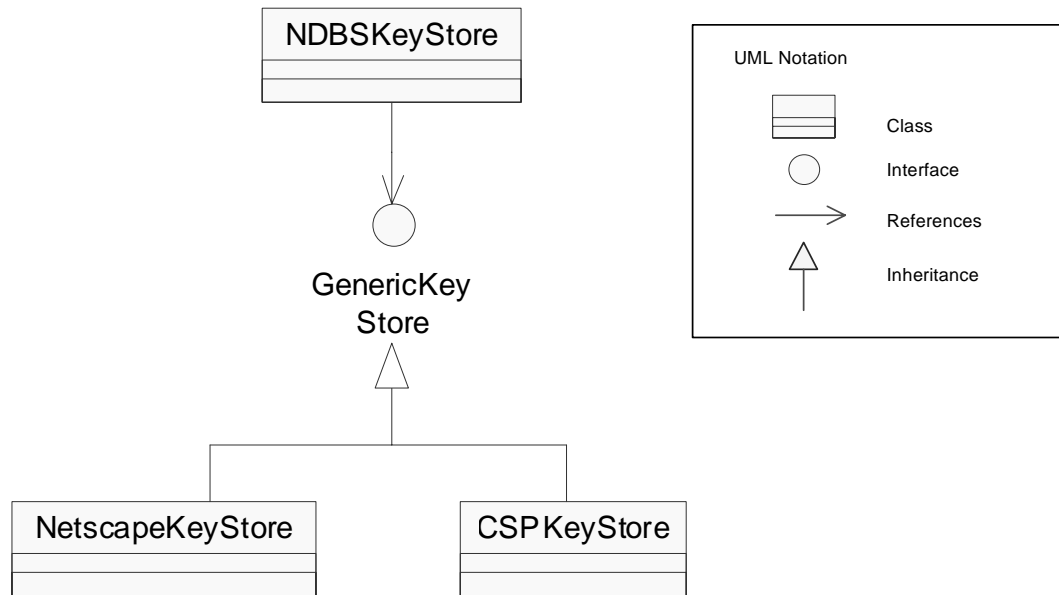 NDBSKeyStore
UML Notation
Class
Interface
References
Inheritance
GenericKey
Store
NetscapeKeyStore
CSPKeyStore